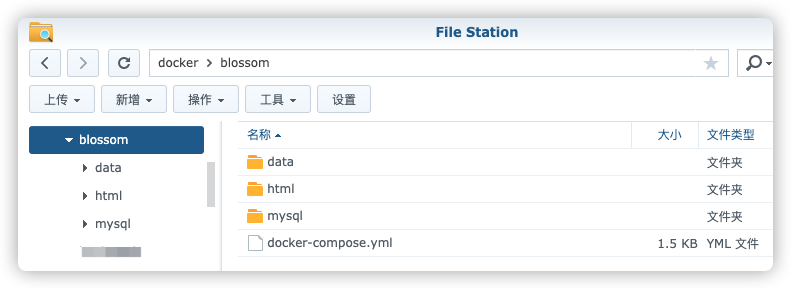 File Station
docker > blossom
上传 新增 操作 工具 设置
blossom
data
html
mysql
名称 大小 文件类型
data 文件夹
html 文件夹
mysql 文件夹
docker-compose.yml 1.5 KB YML 文件